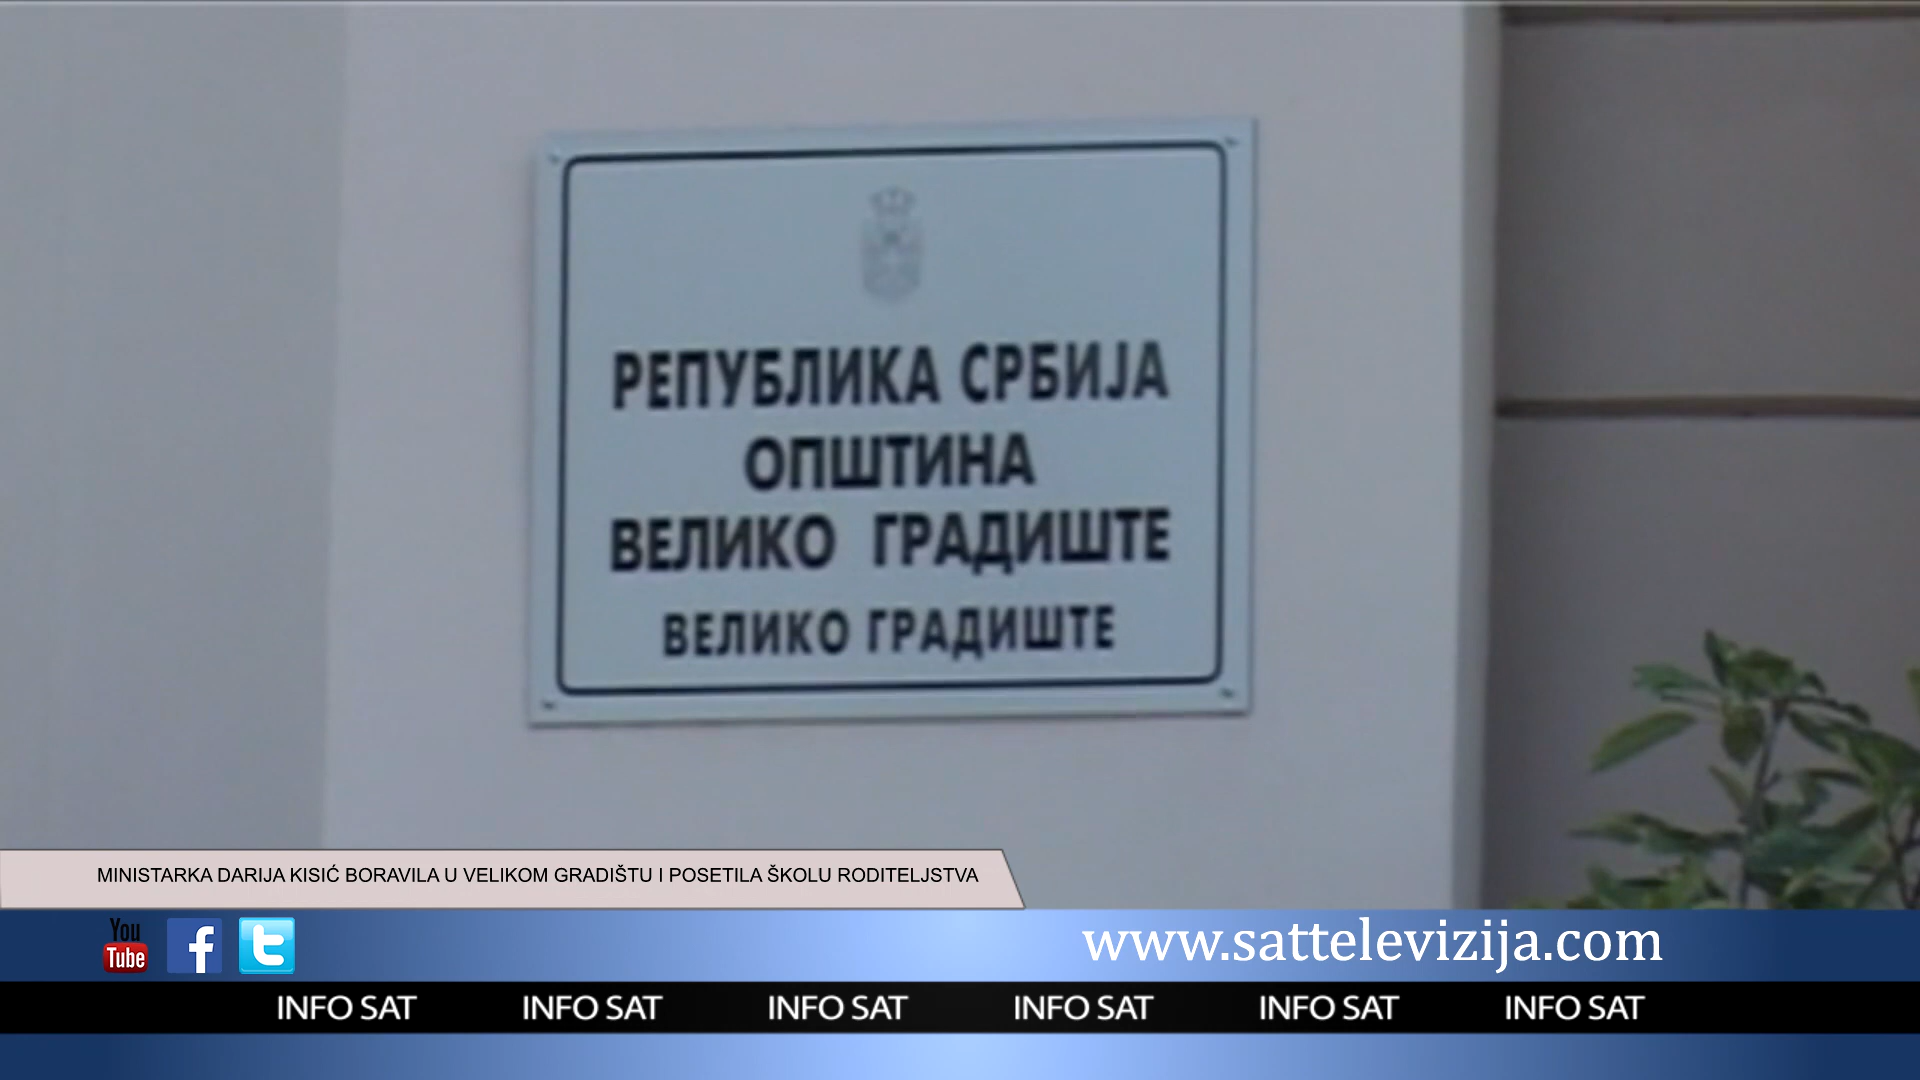 РЕПУБЛИКА СРБИЈА
ОПШТИНА
ВЕЛИКО ГРАДИШТЕ
ВЕЛИКО ГРАДИШТЕ
MINISTARKA DARIJA KISIĆ BORAVILA U VELIKOM GRADIŠTU I POSETILA ŠKOLU RODITELJSTVA
You Tube f t www.sattelevizija.com
INFO SAT INFO SAT INFO SAT INFO SAT INFO SAT INFO SAT